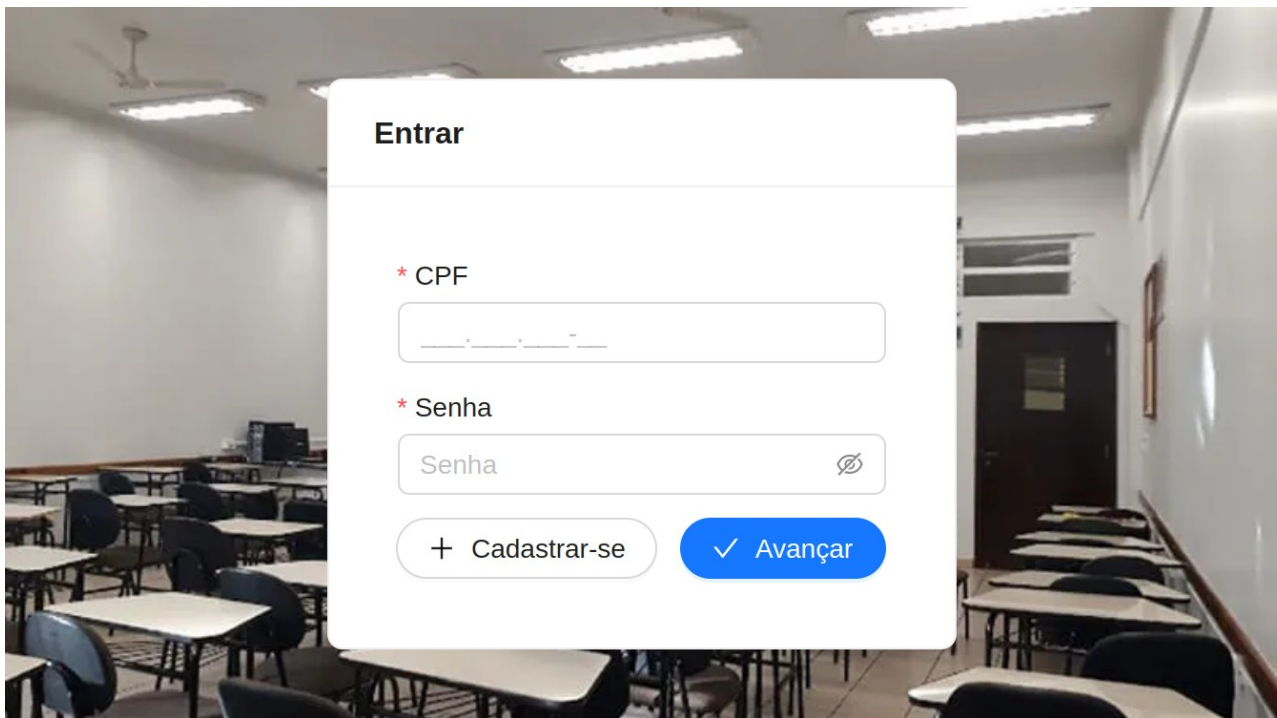 Entrar
* CPF
___.___.___-__
* Senha
Senha
Cadastrar-se
Avançar